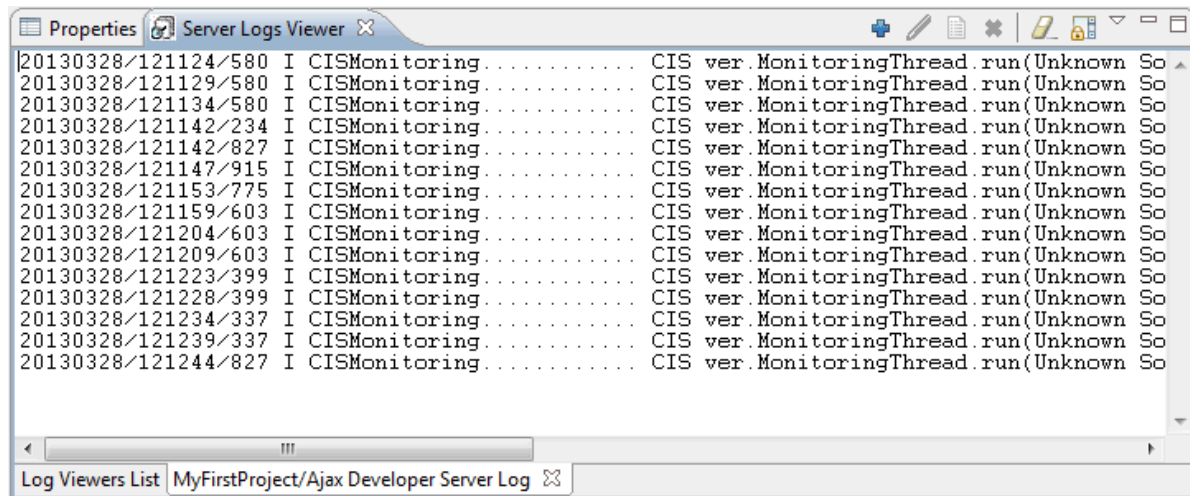 Properties Server Logs Viewer
20130328/121124/580 I CISMonitoring............ CIS ver.MonitoringThread.run(Unknown So
20130328/121129/580 I CISMonitoring............ CIS ver.MonitoringThread.run(Unknown So
20130328/121134/580 I CISMonitoring............ CIS ver.MonitoringThread.run(Unknown So
20130328/121142/234 I CISMonitoring............ CIS ver.MonitoringThread.run(Unknown So
20130328/121142/827 I CISMonitoring............ CIS ver.MonitoringThread.run(Unknown So
20130328/121147/915 I CISMonitoring............ CIS ver.MonitoringThread.run(Unknown So
20130328/121153/775 I CISMonitoring............ CIS ver.MonitoringThread.run(Unknown So
20130328/121159/603 I CISMonitoring............ CIS ver.MonitoringThread.run(Unknown So
20130328/121204/603 I CISMonitoring............ CIS ver.MonitoringThread.run(Unknown So
20130328/121209/603 I CISMonitoring............ CIS ver.MonitoringThread.run(Unknown So
20130328/121223/399 I CISMonitoring............ CIS ver.MonitoringThread.run(Unknown So
20130328/121228/399 I CISMonitoring............ CIS ver.MonitoringThread.run(Unknown So
20130328/121234/337 I CISMonitoring............ CIS ver.MonitoringThread.run(Unknown So
20130328/121239/337 I CISMonitoring............ CIS ver.MonitoringThread.run(Unknown So
20130328/121244/827 I CISMonitoring............ CIS ver.MonitoringThread.run(Unknown So
Log Viewers List MyFirstProject/Ajax Developer Server Log